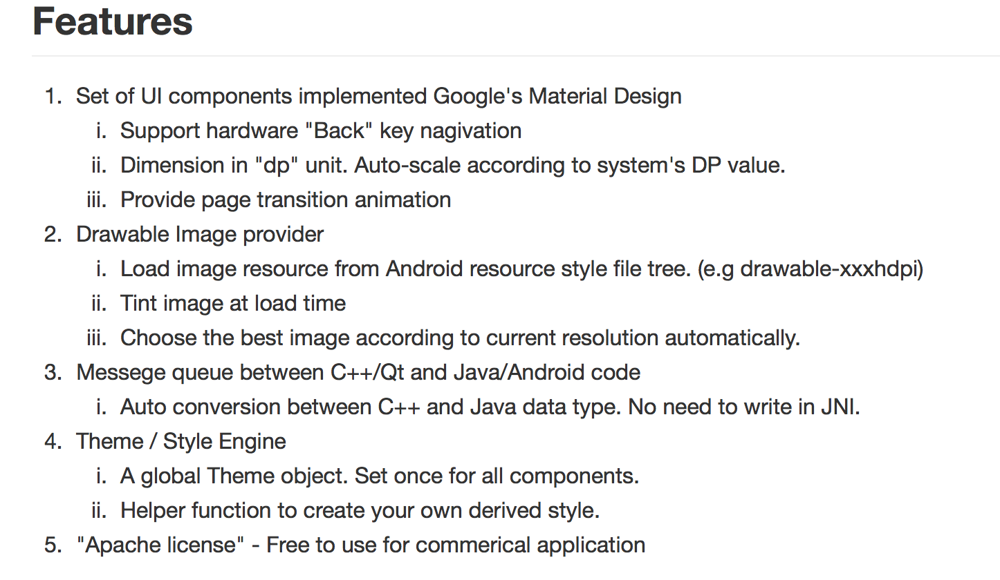 Features
1. Set of UI components implemented Google's Material Design
i. Support hardware "Back" key nagivation
ii. Dimension in "dp" unit. Auto-scale according to system's DP value.
iii. Provide page transition animation
2. Drawable Image provider
i. Load image resource from Android resource style file tree. (e.g drawable-xxxhdpi)
ii. Tint image at load time
iii. Choose the best image according to current resolution automatically.
3. Messege queue between C++/Qt and Java/Android code
i. Auto conversion between C++ and Java data type. No need to write in JNI.
4. Theme / Style Engine
i. A global Theme object. Set once for all components.
ii. Helper function to create your own derived style.
5. "Apache license" - Free to use for commerical application